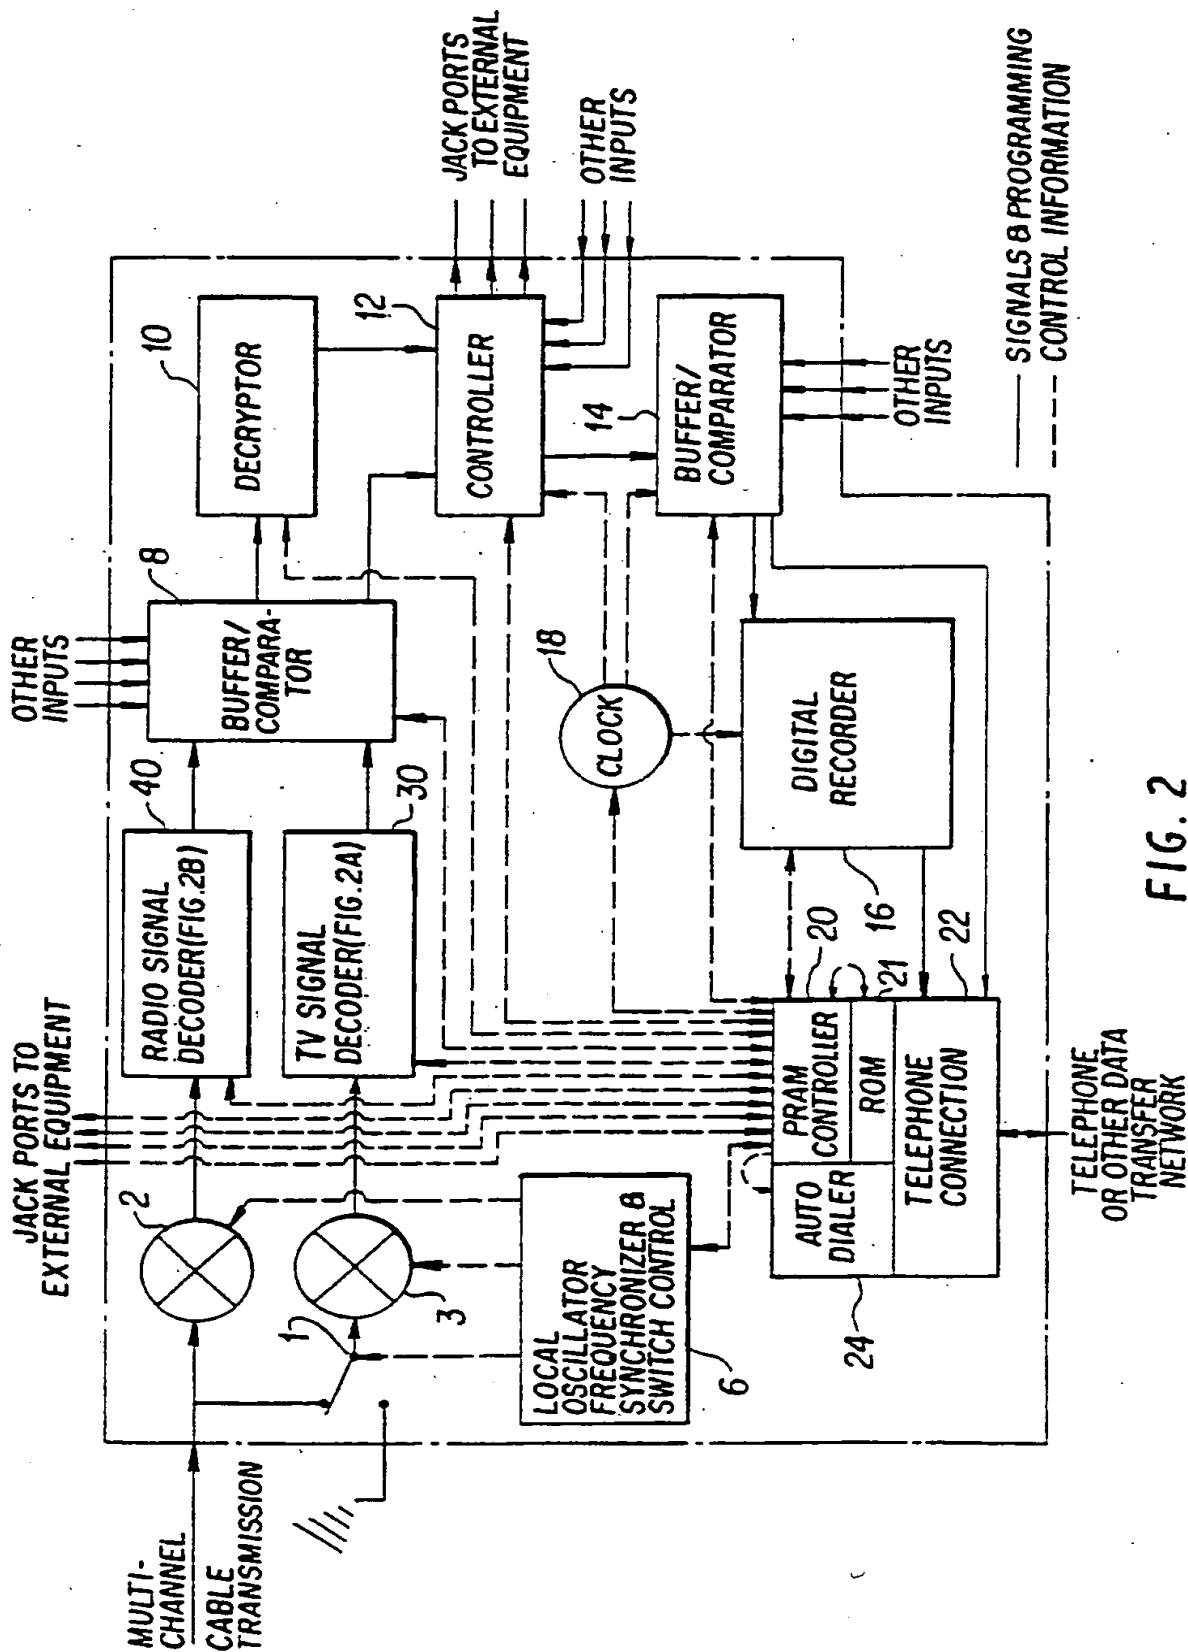 JACK PORTS TO
EXTERNAL EQUIPMENT
OTHER
INPUTS
MULTI-
CHANNEL
CABLE
TRANSMISSION
2
RADIO SIGNAL
DECODER(FIG.2B)
40
8
BUFFER/
COMPARA-
TOR
10
DECRYPTOR
1
3
TV SIGNAL
DECODER(FIG.2A)
30
12
CONTROLLER
JACK PORTS
TO EXTERNAL
EQUIPMENT
OTHER
INPUTS
LOCAL
OSCILLATOR
FREQUENCY
SYNCHRONIZER &
SWITCH CONTROL
6
18
CLOCK
14
BUFFER/
COMPARATOR
OTHER
INPUTS
24
AUTO
DIALER
PRAM
CONTROLLER
20
ROM
21
TELEPHONE
CONNECTION
22
16
DIGITAL
RECORDER
TELEPHONE
OR OTHER DATA
TRANSFER
NETWORK
SIGNALS & PROGRAMMING
CONTROL INFORMATION
FIG. 2